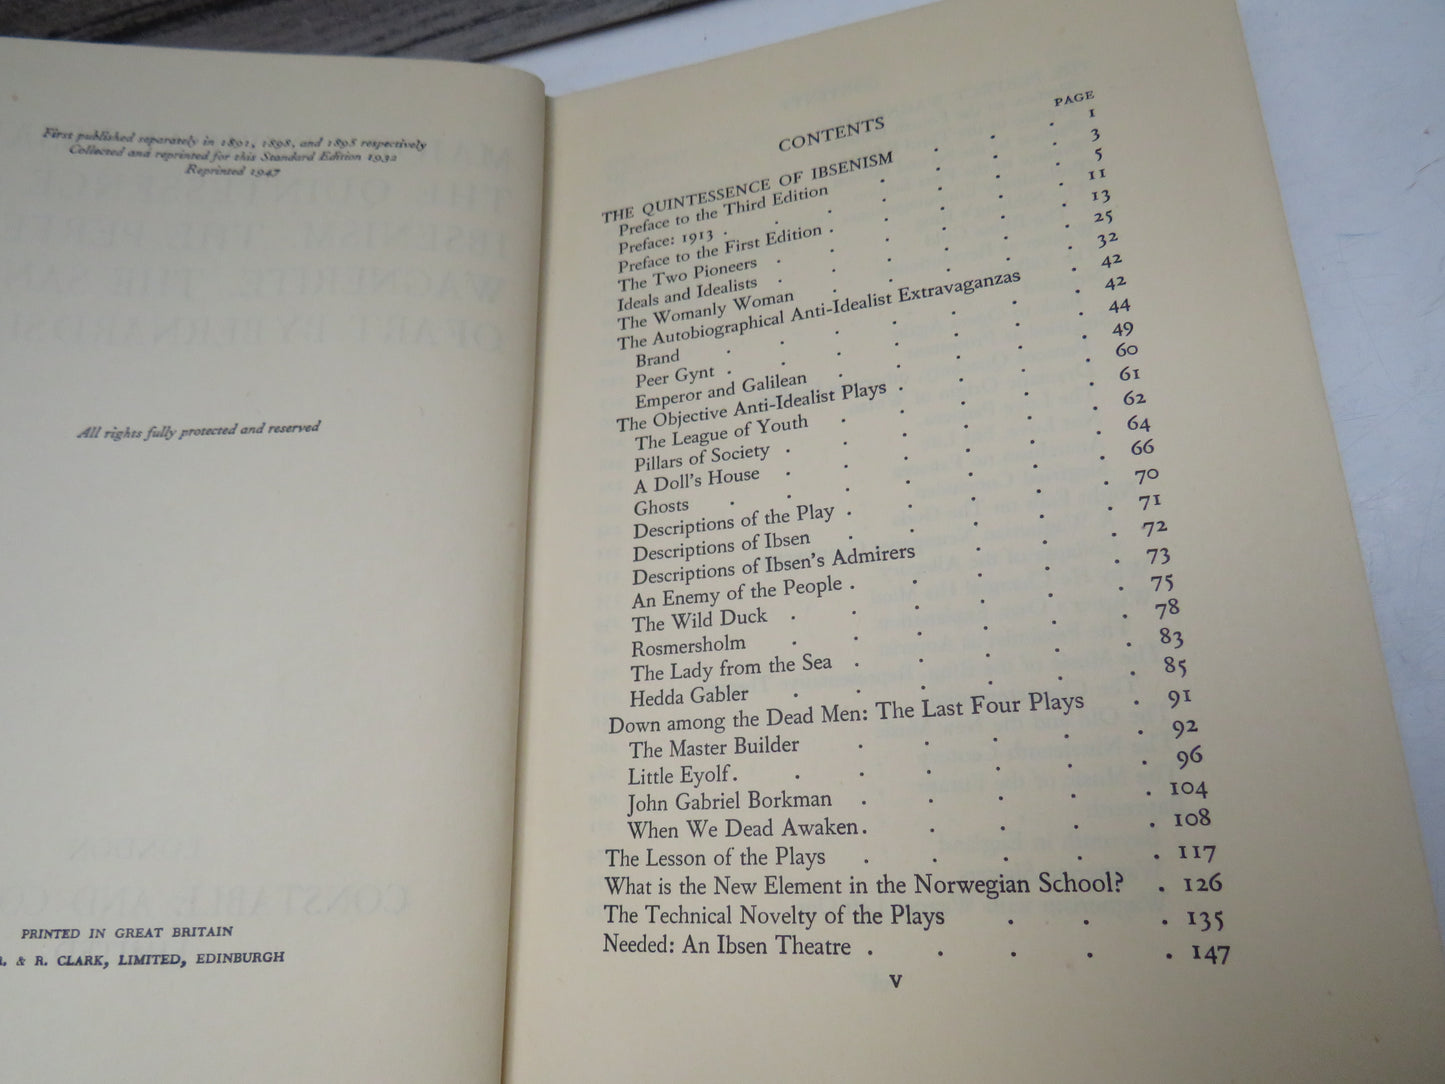 First published separately in 1891, 1898, and 1895 respectively
Collected and reprinted for this Standard Edition 1932
Reprinted 1947
All rights fully protected and reserved
PRINTED IN GREAT BRITAIN
& R. CLARK, LIMITED, EDINBURGH
CONTENTS
PAGE
THE QUINTESSENCE OF IBSENISM . . . 1
Preface to the Third Edition . . . 3
Preface: 1913 . . . . . 5
Preface to the First Edition . . . . 11
The Two Pioneers . . . . . 13
Ideals and Idealists . . . . . 25
The Womanly Woman . . . . 32
The Autobiographical Anti-Idealist Extravaganzas . 42
Brand . . . . . 42
Peer Gynt . . . . . 44
Emperor and Galilean . . . . 49
The Objective Anti-Idealist Plays . . . . 60
The League of Youth . . . . 61
Pillars of Society . . . . . 62
A Doll's House . . . . . 64
Ghosts . . . . . 66
Descriptions of the Play . . . . 70
Descriptions of Ibsen . . . . 71
Descriptions of Ibsen's Admirers . . . 72
An Enemy of the People . . . . 73
The Wild Duck . . . . . 75
Rosmersholm . . . . . 78
The Lady from the Sea . . . . 83
Hedda Gabler . . . . . 85
Down among the Dead Men: The Last Four Plays . 91
The Master Builder . . . . . 92
Little Eyolf . . . . . . 96
John Gabriel Borkman . . . . . 104
When We Dead Awaken . . . . . 108
The Lesson of the Plays . . . . . 117
What is the New Element in the Norwegian School? . 126
The Technical Novelty of the Plays . . . 135
Needed: An Ibsen Theatre . . . . . 147
v